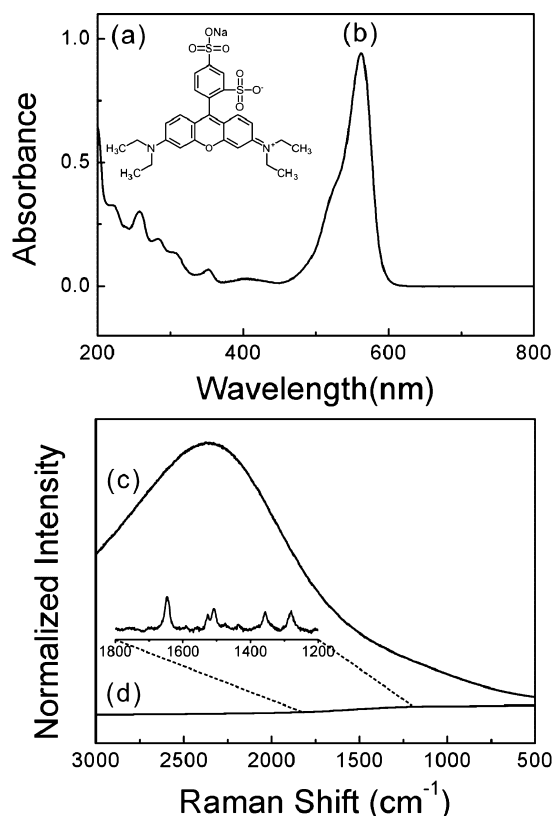 (a)
(b)
ONa
O=S=O
O
S-O⁻
O
H₃C
N
CH₃
O
N⁺
CH₃
H₃C
CH₃
1.0
0.5
0.0
Absorbance
200
400
600
800
Wavelength(nm)
(c)
1800
1600
1400
1200
(d)
Normalized Intensity
3000
2500
2000
1500
1000
500
Raman Shift (cm⁻¹)